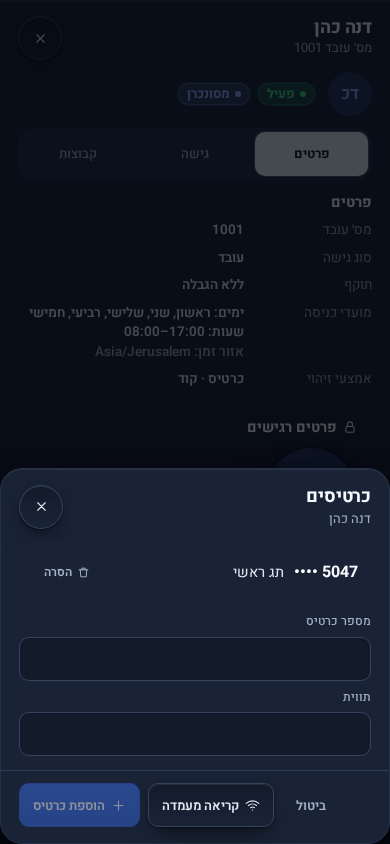 דנה כהן
מס׳ עובד 1001
דכ
פעיל
מסונכרן
פרטים
גישה
קבוצות
פרטים
מס׳ עובד
1001
סוג גישה
עובד
תוקף
ללא הגבלה
מועדי כניסה
ימים: ראשון, שני, שלישי, רביעי, חמישי
שעות: 08:00–17:00
אזור זמן: Asia/Jerusalem
אמצעי זיהוי
כרטיס · קוד
פרטים רגישים
כרטיסים
דנה כהן
•••• 5047
תג ראשי
הסרה
מספר כרטיס
תווית
ביטול
קריאה מעמדה
הוספת כרטיס